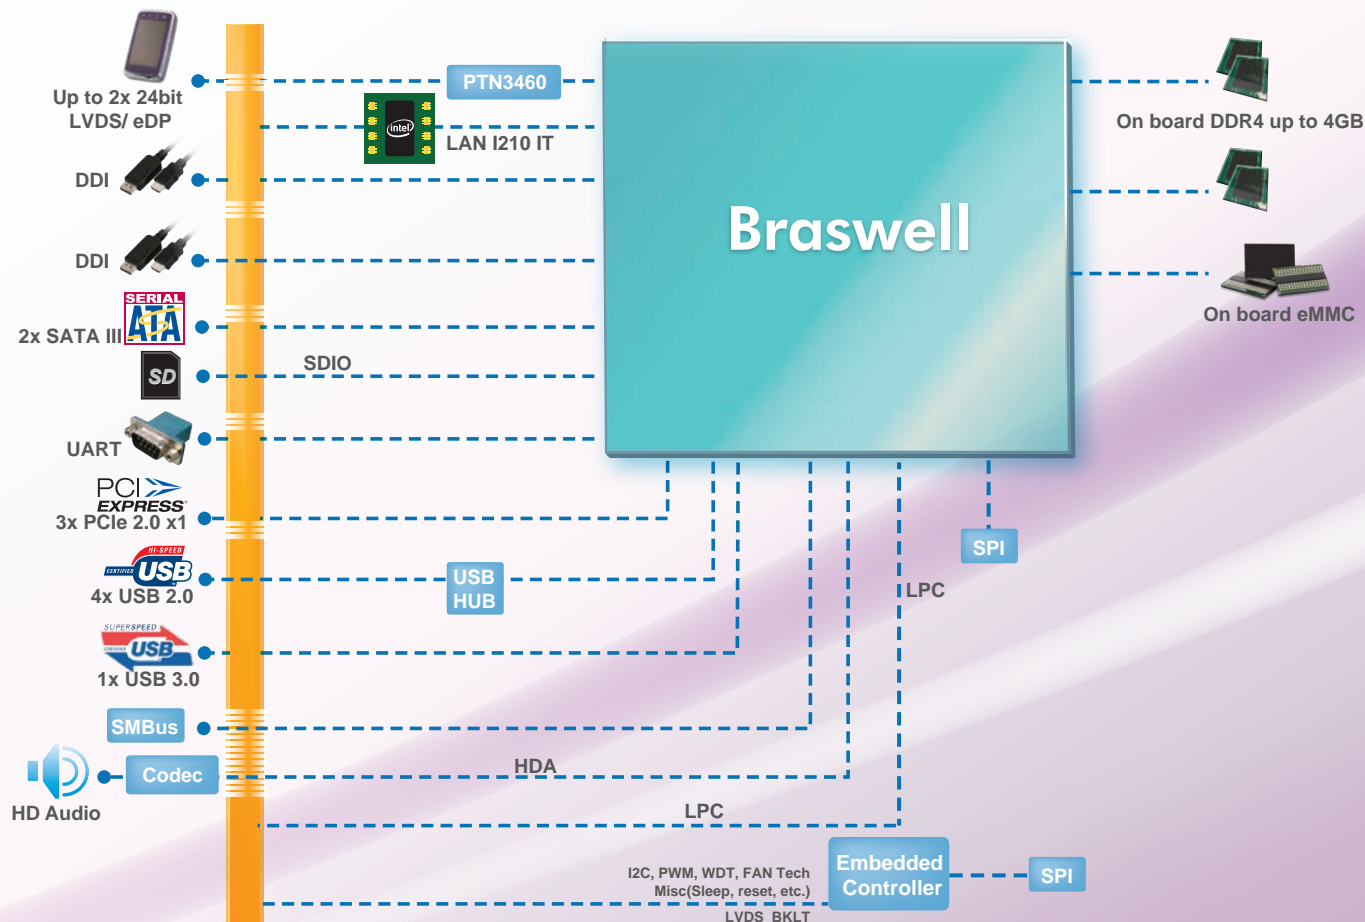 Up to 2x 24bit
LVDS/ eDP
PTN3460
intel
LAN I210 IT
DDI
DDI
SERIAL
ATA
2x SATA III
SD
SDIO
UART
PCI
EXPRESS®
3x PCIe 2.0 x1
HI-SPEED
CERTIFIED USB
4x USB 2.0
USB
HUB
SUPERSPEED
CERTIFIED USB
1x USB 3.0
SMBus
Codec
HD Audio
HDA
LPC
LPC
Braswell
On board DDR4 up to 4GB
On board eMMC
SPI
I2C, PWM, WDT, FAN Tech
Misc(Sleep, reset, etc.)
LVDS_BKLT
Embedded
Controller
SPI